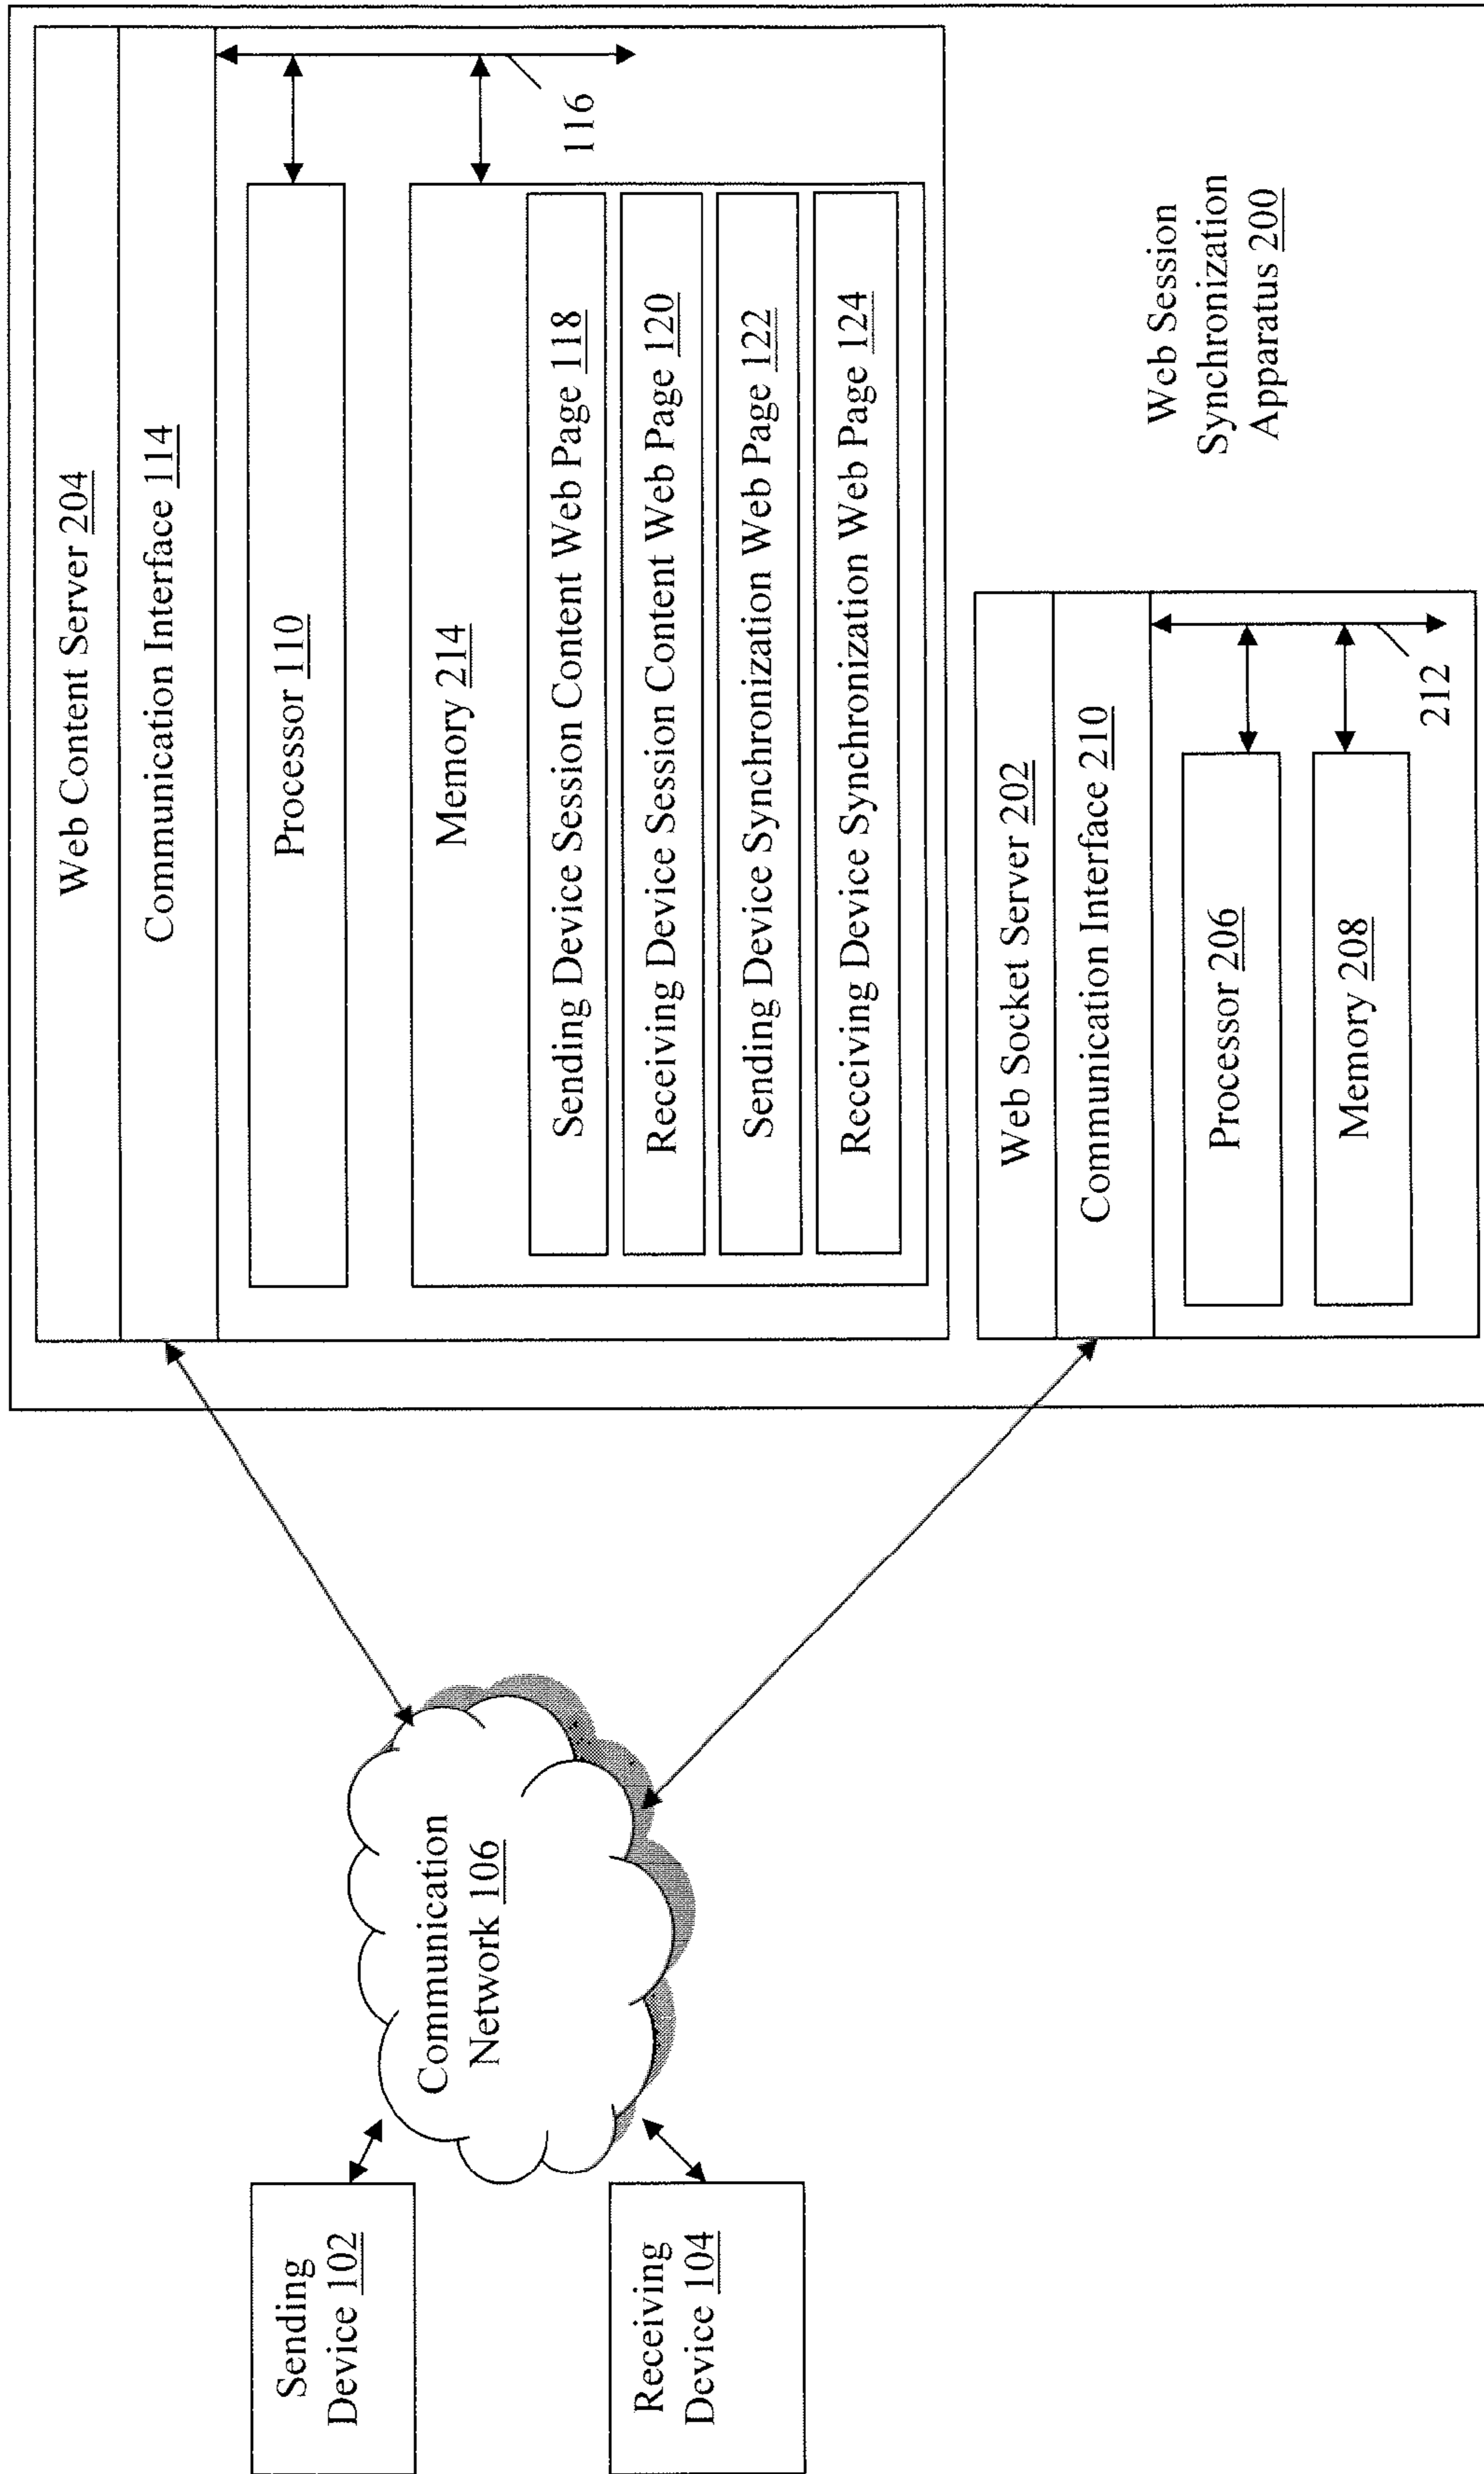 Sending
Device 102
Receiving
Device 104
Communication
Network 106
Web Content Server 204
Communication Interface 114
Processor 110
Memory 214
Sending Device Session Content Web Page 118
Receiving Device Session Content Web Page 120
Sending Device Synchronization Web Page 122
Receiving Device Synchronization Web Page 124
116
Web Socket Server 202
Communication Interface 210
Processor 206
Memory 208
212
Web Session
Synchronization
Apparatus 200